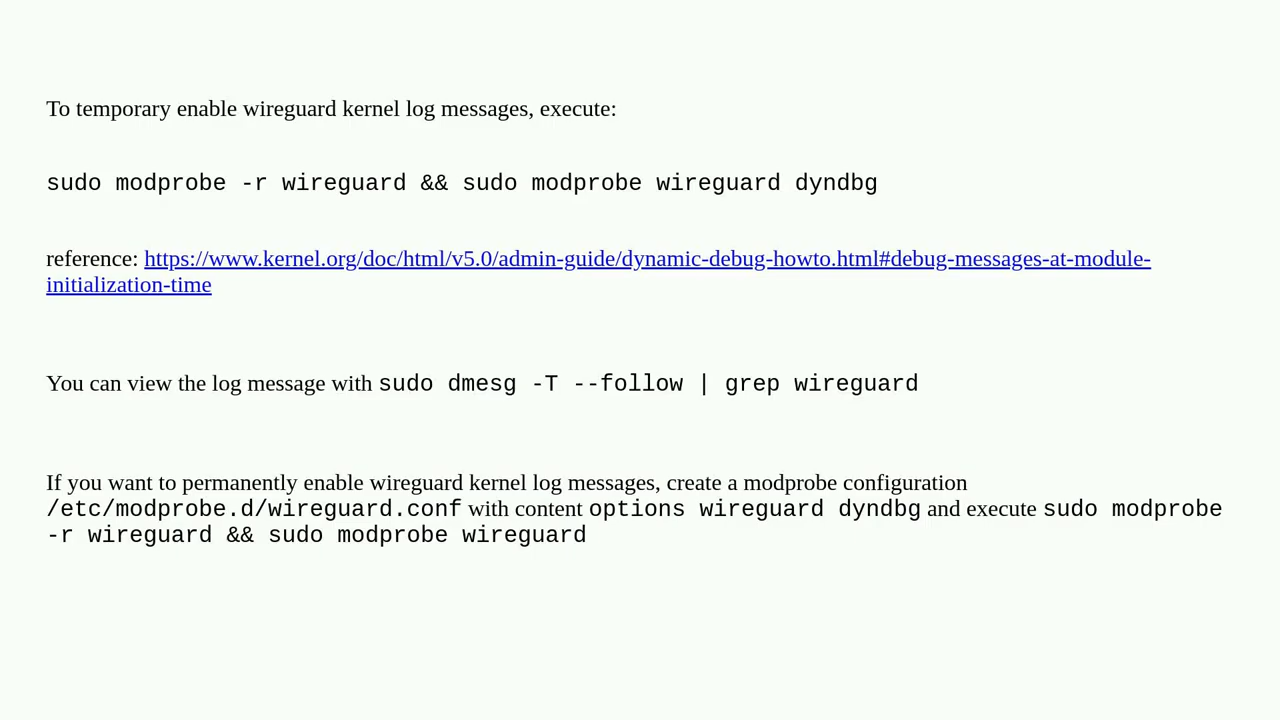 To temporary enable wireguard kernel log messages, execute:
sudo modprobe -r wireguard && sudo modprobe wireguard dyndbg
reference: https://www.kernel.org/doc/html/v5.0/admin-guide/dynamic-debug-howto.html#debug-messages-at-module-
initialization-time
You can view the log message with sudo dmesg -T --follow | grep wireguard
If you want to permanently enable wireguard kernel log messages, create a modprobe configuration
/etc/modprobe.d/wireguard.conf with content options wireguard dyndbg and execute sudo modprobe
-r wireguard && sudo modprobe wireguard